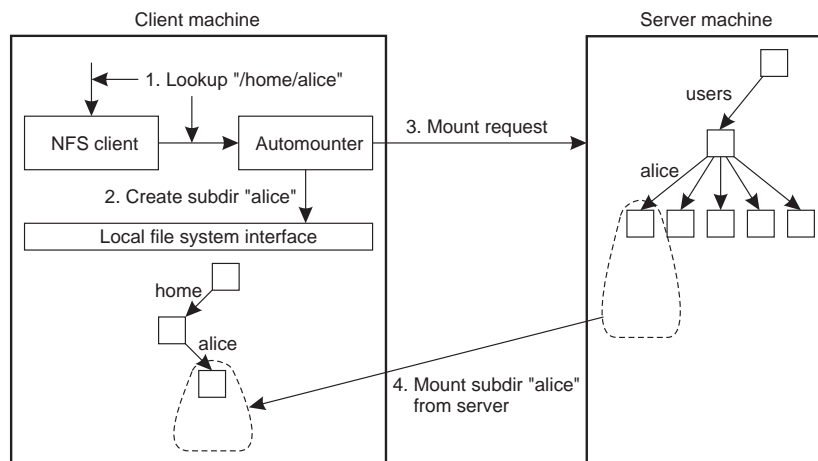 Client machine
Server machine
1. Lookup "/home/alice"
users
NFS client
Automounter
3. Mount request
alice
2. Create subdir "alice"
Local file system interface
home
alice
4. Mount subdir "alice"
from server